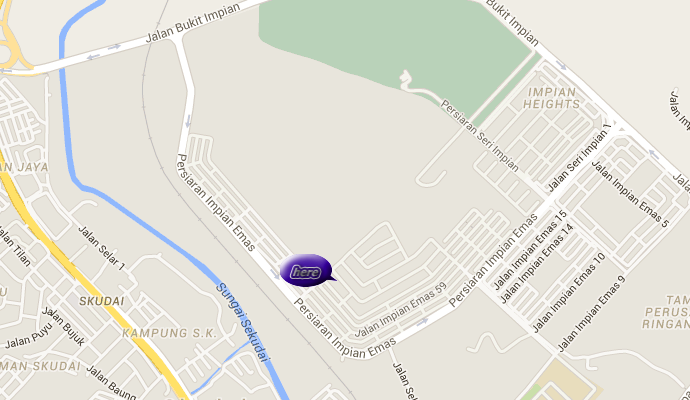 Jalan Bukit Impian
Bukit Impian
IMPIAN
HEIGHTS
Persiaran Seri Impian
Jalan Seri Impian 1
Jalan Impian Emas 5
AN JAYA
Persiaran Impian Emas
Jalan Selar 1
Jalan Tilan
SKUDAI
KAMPUNG S.K.
Jalan Bujuk
Jalan Puyu
MAN SKUDAI
Jalan Baung
Sungai Sekudai
here
Persiaran Impian Emas
Jalan Impian Emas 59
Persiaran Impian Emas
Jalan Impian Emas 15
Jalan Impian Emas 14
Jalan Impian Emas 10
Jalan Impian Emas 9
TAM
PERUSA
RINGAN
Jalan Sel